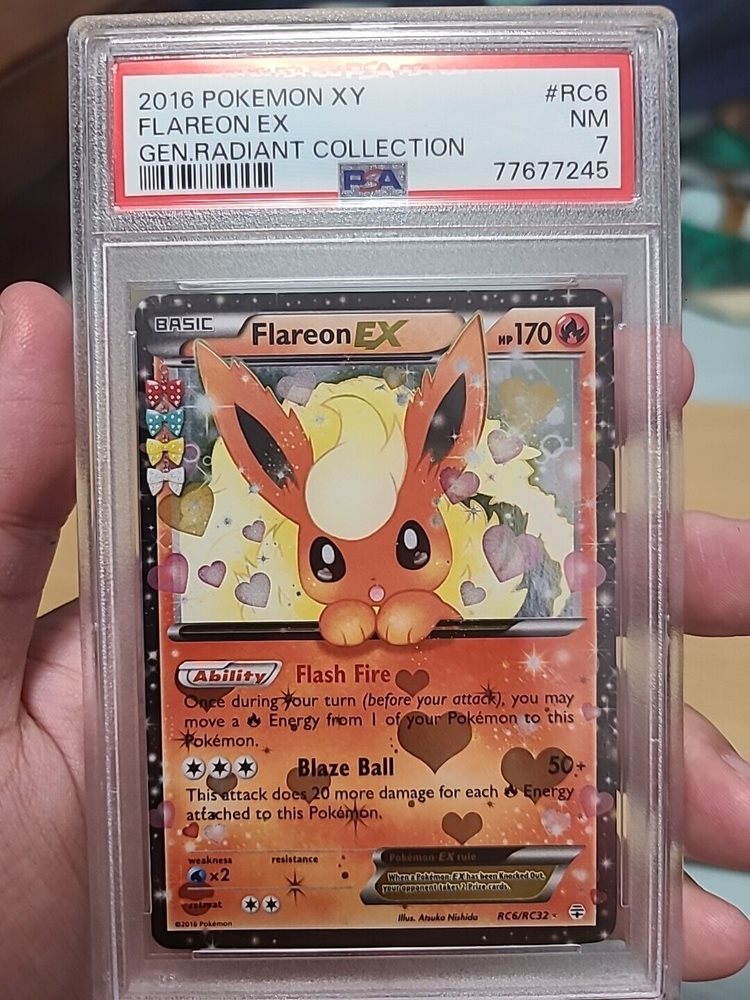 2016 POKEMON XY #RC6
FLAREON EX NM
GEN.RADIANT COLLECTION 7
PSA 77677245
BASIC Flareon EX HP170
Ability Flash Fire
Once during your turn (before your attack), you may
move a Energy from 1 of your Pokémon to this
Pokémon.
Blaze Ball 50+
This attack does 20 more damage for each Energy
attached to this Pokémon.
weakness resistance
x2
retreat
Pokémon EX rule
When a Pokémon-EX has been Knocked Out,
your opponent takes 2 Prize cards.
©2016 Pokémon Illus. Atsuko Nishida RC6/RC32